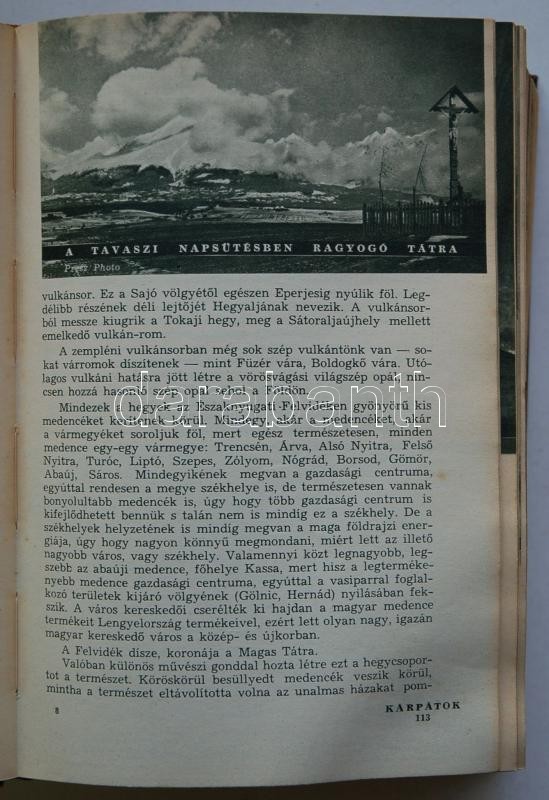 A TAVASZI NAPSÜTÉSBEN RAGYOGÓ TÁTRA
Presz Photo
vulkánsor. Ez a Sajó völgyétől egészen Eperjesig nyúlik föl. Leg-
délibb részének déli lejtőjét Hegyaljának nevezik. A vulkánsor-
ból messze kiugrik a Tokaji hegy, meg a Sátoraljaújhely mellett
emelkedő vulkán-rom.
A zempléni vulkánsorban még sok szép vulkántönk van — so-
kat várromok díszítenek — mint Füzér vára, Boldogkő vára. Utó-
lagos vulkáni hatásra jött létre a vörösvágási világszép opál, nin-
csen hozzá hasonló szép opál sehol a Földön.
darabanth
Mindezek a hegyek az Északnyugati-Felvidéken gyönyörű kis
medencéket kerítenek körül. Mindegy, akár a medencéket, akár
a vármegyéket soroljuk föl, mert egész természetesen, minden
medence egy-egy vármegye: Trencsén, Árva, Alsó Nyitra, Felső
Nyitra, Turóc, Liptó, Szepes, Zólyom, Nógrád, Borsod, Gömör,
Abaúj, Sáros. Mindegyikének megvan a gazdasági centruma,
egyúttal rendesen a megye székhelye is, de természetesen vannak
bonyolultabb medencék is, úgy hogy több gazdasági centrum is
kifejlődhetett bennük s talán nem is mindíg ez a székhely. De a
székhelyek helyzetének is mindíg megvan a maga földrajzi ener-
giája, úgy hogy nagyon könnyű megmondani, miért lett az illető
nagyobb város, vagy székhely. Valamennyi közt legnagyobb, leg-
szebb az abaúji medence, főhelye Kassa, mert hisz a legterméke-
nyebb medence gazdasági centruma, egyúttal a vasiparral foglal-
kozó területek kijáró völgyének (Gölnic, Hernád) nyilásában fek-
szik. A város kereskedői cserélték ki hajdan a magyar medence
termékeit Lengyelország termékeivel, ezért lett olyan nagy, igazán
magyar kereskedő város a közép- és újkorban.
A Felvidék dísze, koronája a Magas Tátra.
Valóban különös művészi gonddal hozta létre ezt a hegycsopor-
tot a természet. Köröskörül besüllyedt medencék veszik körül,
mintha a természet eltávolította volna az unalmas házakat pom-
8
KÁRPÁTOK
113